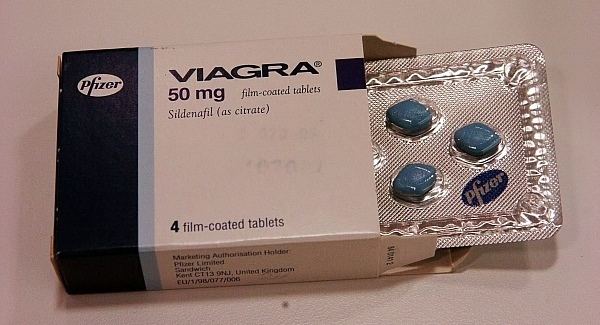 Pfizer
VIAGRA®
50 mg film-coated tablets
Sildenafil (as citrate)
4 film-coated tablets
Marketing Authorisation Holder:
Pfizer Limited
Sandwich
Kent CT13 9NJ, United Kingdom
EU/1/98/077/006
Pfizer